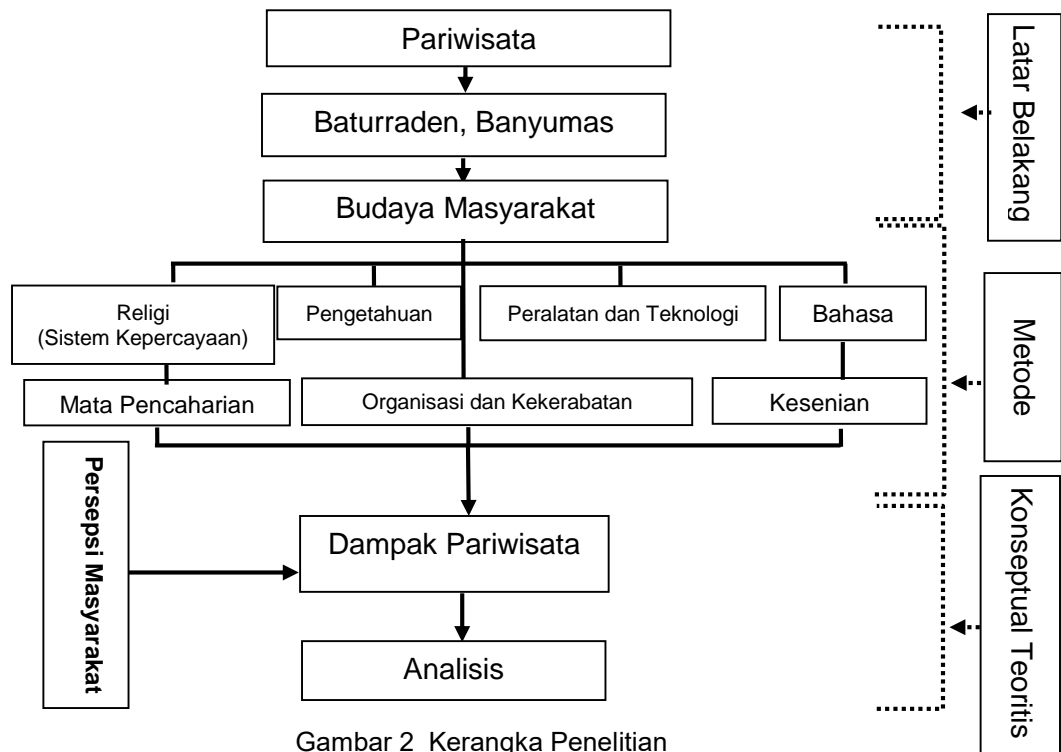 Pariwisata
Baturraden, Banyumas
Budaya Masyarakat
Religi
(Sistem Kepercayaan)
Pengetahuan
Peralatan dan Teknologi
Bahasa
Mata Pencaharian
Organisasi dan Kekerabatan
Kesenian
Persepsi Masyarakat
Dampak Pariwisata
Analisis
Latar Belakang
Metode
Konseptual Teoritis
Gambar 2 Kerangka Penelitian